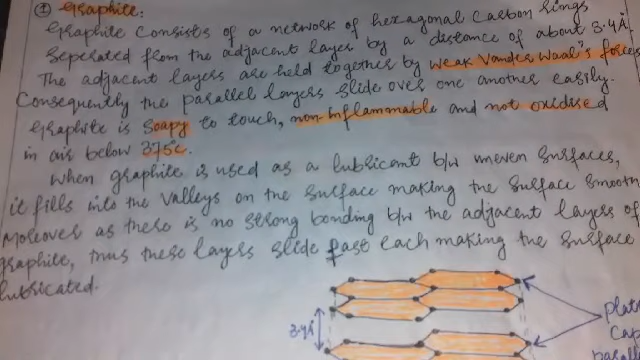 ① Graphite:
Graphite consists of a network of hexagonal carbon rings
seperated from the adjacent layer by a distance of about 3.4A°.
The adjacent layers are held together by weak Vander Waal's forces
Consequently the parallel layers slide over one another easily.
Graphite is soapy to touch, non-inflammable and not oxidised
in air below 375c.
When graphite is used as a lubricant b/w uneven surfaces,
it fills into the valleys on the surface making the surface smooth
Moreover as there is no strong bonding b/w the adjacent layers of
graphite, thus these layers slide past each making the surface
lubricated.
3.4A°